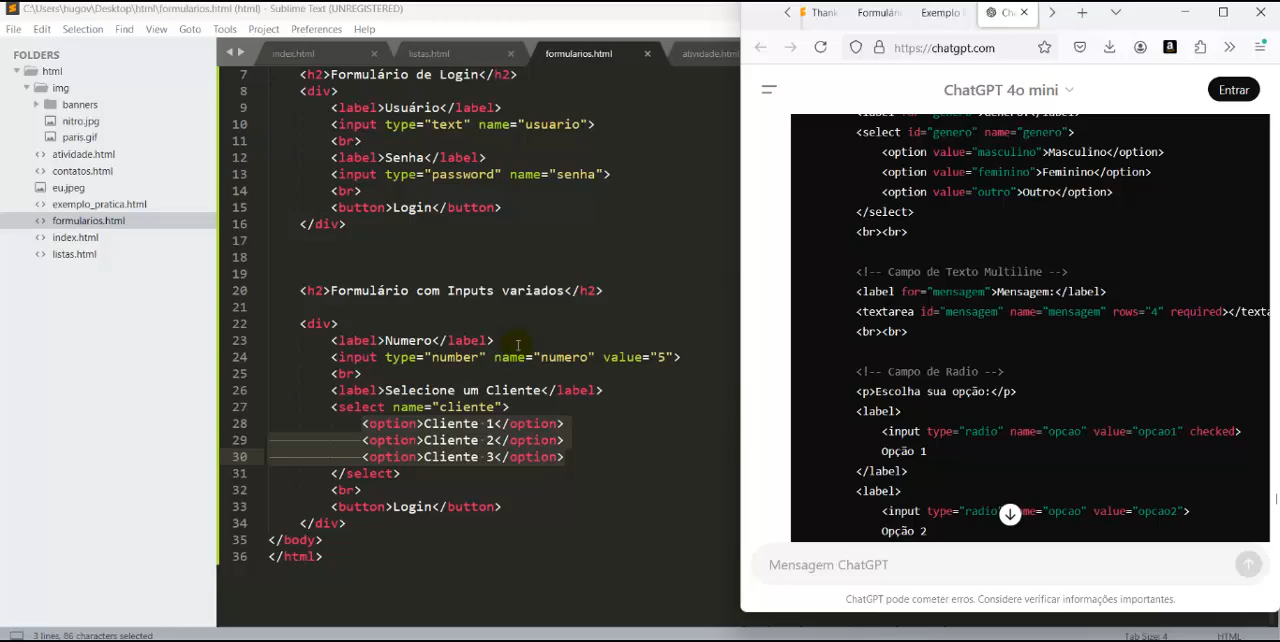 C:\Users\hugov\Desktop\html\formularios.html (html) - Sublime Text (UNREGISTERED)
File Edit Selection Find View Goto Tools Project Preferences Help
FOLDERS
html
img
banners
nitro.jpg
paris.gif
atividade.html
contatos.html
eu.jpeg
exemplo_pratica.html
formularios.html
index.html
listas.html
index.html
listas.html
formularios.html
atividade.html
7 <h2>Formulário de Login</h2>
8 <div>
9 <label>Usuário</label>
10 <input type="text" name="usuario">
11 <br>
12 <label>Senha</label>
13 <input type="password" name="senha">
14 <br>
15 <button>Login</button>
16 </div>
17
18
19
20 <h2>Formulário com Inputs variados</h2>
21
22 <div>
23 <label>Numero</label>
24 <input type="number" name="numero" value="5">
25 <br>
26 <label>Selecione um Cliente</label>
27 <select name="cliente">
28 <option>Cliente 1</option>
29 <option>Cliente 2</option>
30 <option>Cliente 3</option>
31 </select>
32 <br>
33 <button>Login</button>
34 </div>
35 </body>
36 </html>
3 lines, 86 characters selected
Tab Size: 4 HTML
Thank Formulári Exemplo Ch
https://chatgpt.com
ChatGPT 4o mini
Entrar
<label for="genero">Gênero:</label>
<select id="genero" name="genero">
<option value="masculino">Masculino</option>
<option value="feminino">Feminino</option>
<option value="outro">Outro</option>
</select>
<br><br>
<!-- Campo de Texto Multiline -->
<label for="mensagem">Mensagem:</label>
<textarea id="mensagem" name="mensagem" rows="4" required></texta
<br><br>
<!-- Campo de Radio -->
<p>Escolha sua opção:</p>
<label>
<input type="radio" name="opcao" value="opcao1" checked>
Opção 1
</label>
<label>
<input type="radio" name="opcao" value="opcao2">
Opção 2
Mensagem ChatGPT
ChatGPT pode cometer erros. Considere verificar informações importantes.